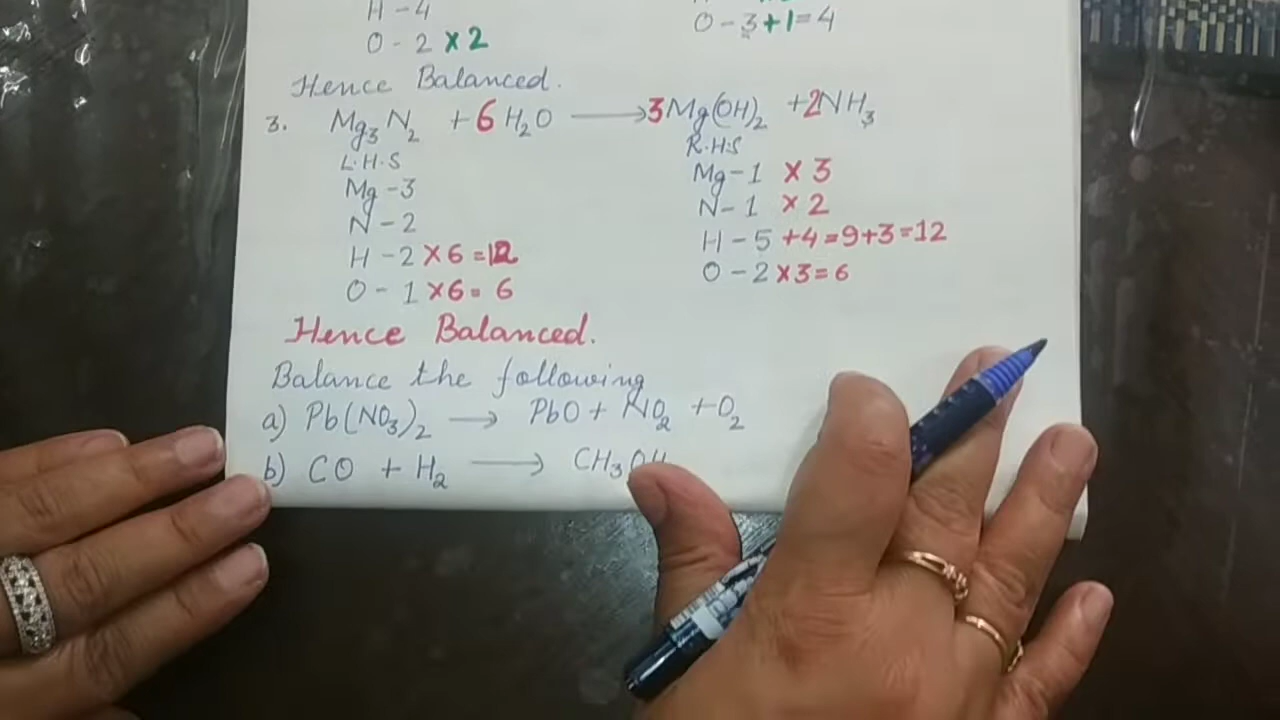 H - 4
O - 2 × 2
O - 3 + 1 = 4
Hence Balanced.
3. Mg₃N₂ + 6H₂O ⟶ 3Mg(OH)₂ + 2NH₃
L.H.S
R.H.S
Mg - 3
Mg - 1 × 3
N - 2
N - 1 × 2
H - 2 × 6 = 12
H - 5 + 4 = 9 + 3 = 12
O - 1 × 6 = 6
O - 2 × 3 = 6
Hence Balanced.
Balance the following
a) Pb(NO₃)₂ ⟶ PbO + NO₂ + O₂
b) CO + H₂ ⟶ CH₃OH